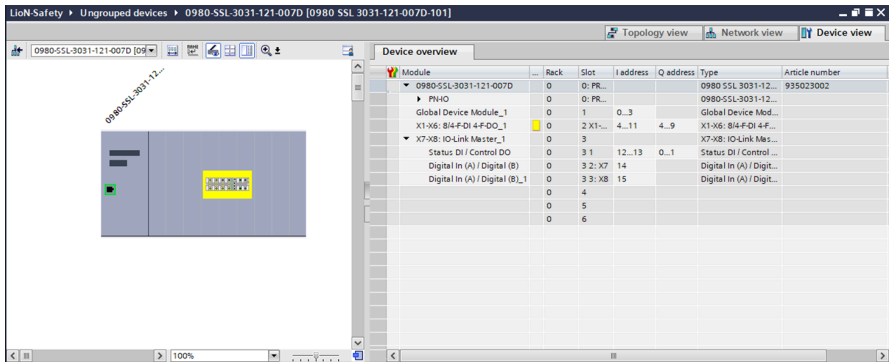 LioN-Safety ▸ Ungrouped devices ▸ 0980-SSL-3031-121-007D [0980 SSL 3031-121-007D-101]
Topology view Network view Device view
0980-SSL-3031-121-007D [09
Device overview
0980-SSL-3031-12...
Module ... Rack Slot I address Q address Type Article number
0980-SSL-3031-121-007D 0 0: PR... 0980 SSL 3031-12... 935023002
PN-IO 0 0: PR... 0980-SSL-3031-12...
Global Device Module_1 0 1 0...3 Global Device Mod...
X1-X6: 8/4-F-DI 4-F-DO_1 0 2 X1-... 4...11 4...9 X1-X6: 8/4-F-DI 4-F...
X7-X8: IO-Link Master_1 0 3 X7-X8: IO-Link Mas...
Status DI / Control DO 0 3 1 12...13 0...1 Status DI / Control ...
Digital In (A) / Digital (B) 0 3 2: X7 14 Digital In (A) / Digit...
Digital In (A) / Digital (B)_1 0 3 3: X8 15 Digital In (A) / Digit...
0 4
0 5
0 6
100%